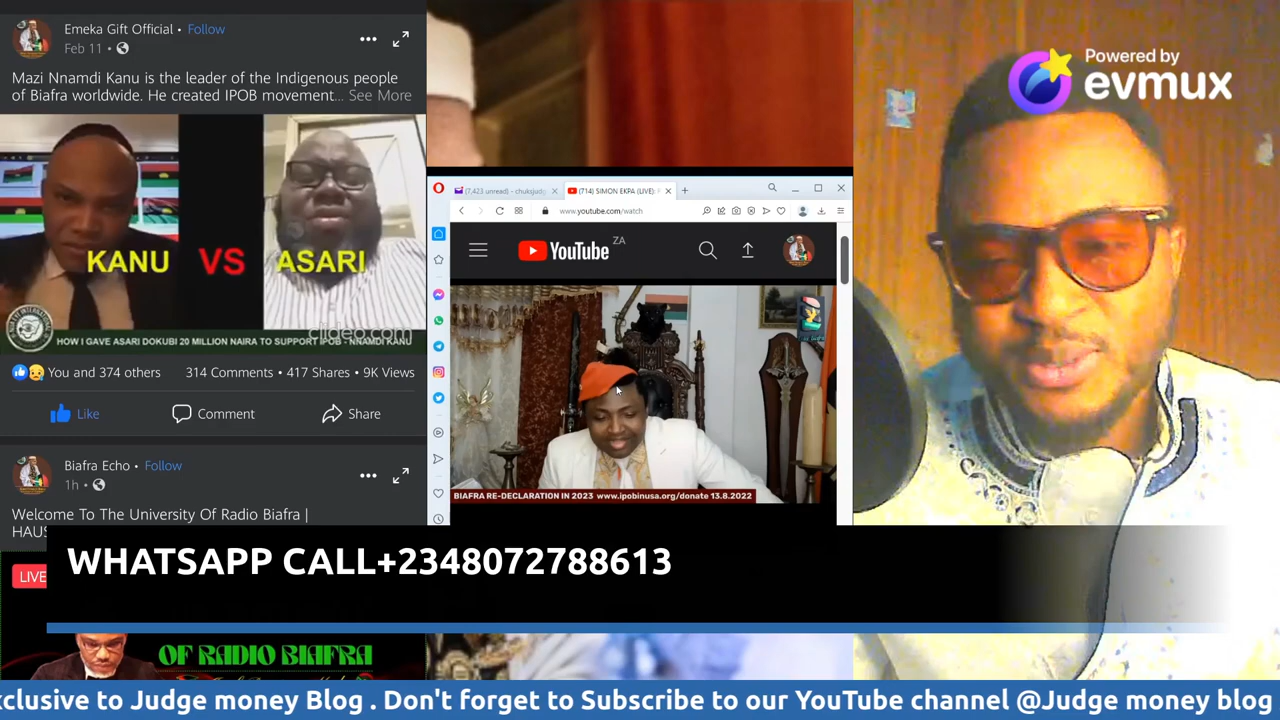 Emeka Gift Official • Follow
Feb 11 •
Mazi Nnamdi Kanu is the leader of the Indigenous people
of Biafra worldwide. He created IPOB movement... See More
KANU VS ASARI
clideo.com
HOW I GAVE ASARI DOKUBI 20 MILLION NAIRA TO SUPPORT IPOB - NNAMDI KANU
You and 374 others 314 Comments • 417 Shares • 9K Views
Like Comment Share
Biafra Echo • Follow
1h •
Welcome To The University Of Radio Biafra |
HAUS
LIVE
OF RADIO BIAFRA
(7,423 unread) - chuksjudg
(714) SIMON EKPA (LIVE):
www.youtube.com/watch
YouTube ZA
BIAFRA RE-DECLARATION IN 2023 www.ipobinusa.org/donate 13.8.2022
Powered by
evmux
WHATSAPP CALL+2348072788613
xclusive to Judge money Blog . Don't forget to Subscribe to our YouTube channel @Judge money blog